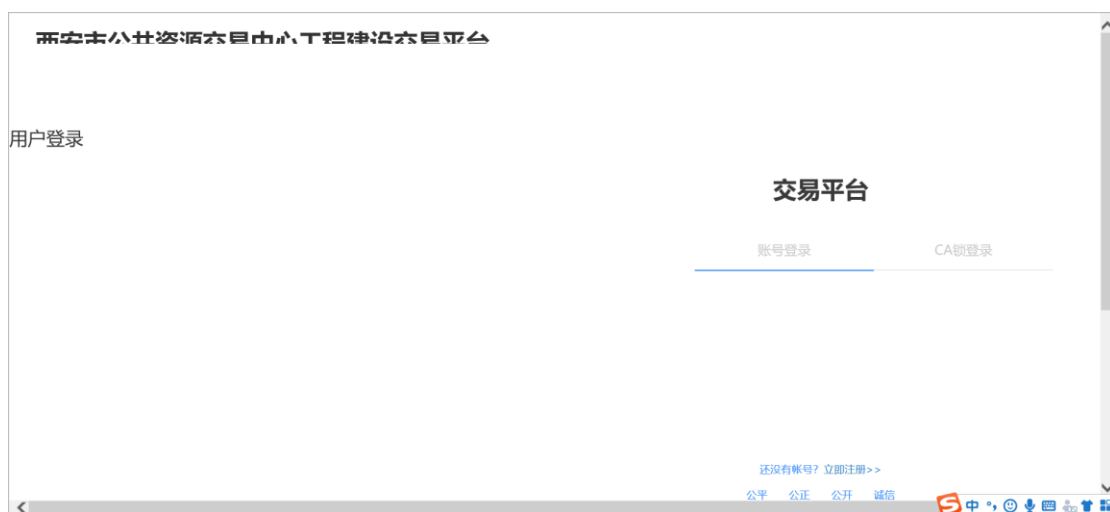 西安市公共资源交易中心工程建设交易平台
用户登录
交易平台
账号登录 CA锁登录
还没有帐号? 立即注册>>
公平 公正 公开 诚信
中